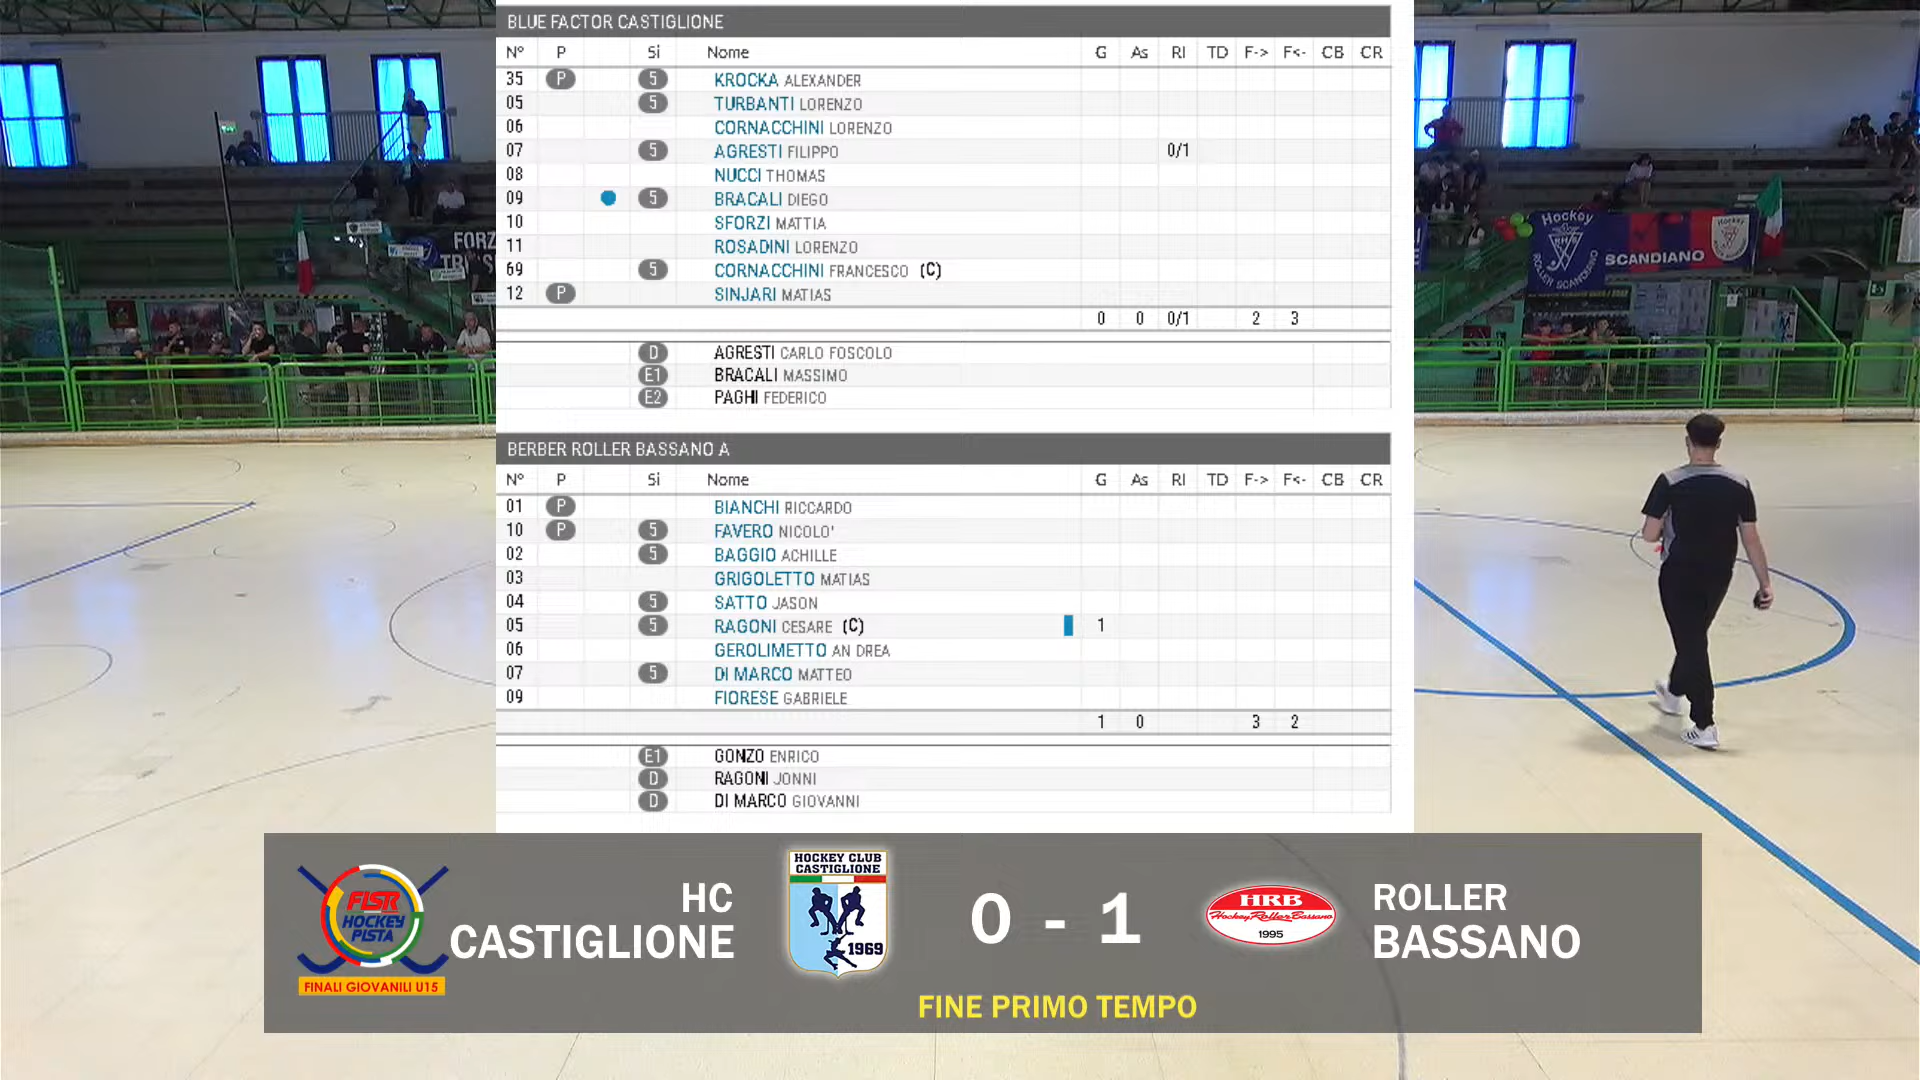 BLUE FACTOR CASTIGLIONE
N° P Si Nome G As RI TD F-> F<- CB CR
35 P 5 KROCKA ALEXANDER
05 5 TURBANTI LORENZO
06 CORNACCHINI LORENZO
07 5 AGRESTI FILIPPO 0/1
08 NUCCI THOMAS
09 5 BRACALI DIEGO
10 SFORZI MATTIA
11 ROSADINI LORENZO
69 5 CORNACCHINI FRANCESCO (C)
12 P SINJARI MATIAS
0 0 0/1 2 3
D AGRESTI CARLO FOSCOLO
E1 BRACALI MASSIMO
E2 PAGHI FEDERICO
BERBER ROLLER BASSANO A
N° P Si Nome G As RI TD F-> F<- CB CR
01 P BIANCHI RICCARDO
10 P 5 FAVERO NICOLO'
02 5 BAGGIO ACHILLE
03 GRIGOLETTO MATIAS
04 5 SATTO JASON
05 5 RAGONI CESARE (C) 1
06 GEROLIMETTO AN DREA
07 5 DI MARCO MATTEO
09 FIORESE GABRIELE
1 0 3 2
E1 GONZO ENRICO
D RAGONI JONNI
D DI MARCO GIOVANNI
FORZ
Hockey
RHS
ROLLER SCANDIANO
SCANDIANO
Hockey
FISR
HOCKEY
PISTA
FINALI GIOVANILI U15
HC
CASTIGLIONE
HOCKEY CLUB
CASTIGLIONE
1969
0 - 1
HRB
Hockey Roller Bassano
1995
ROLLER
BASSANO
FINE PRIMO TEMPO